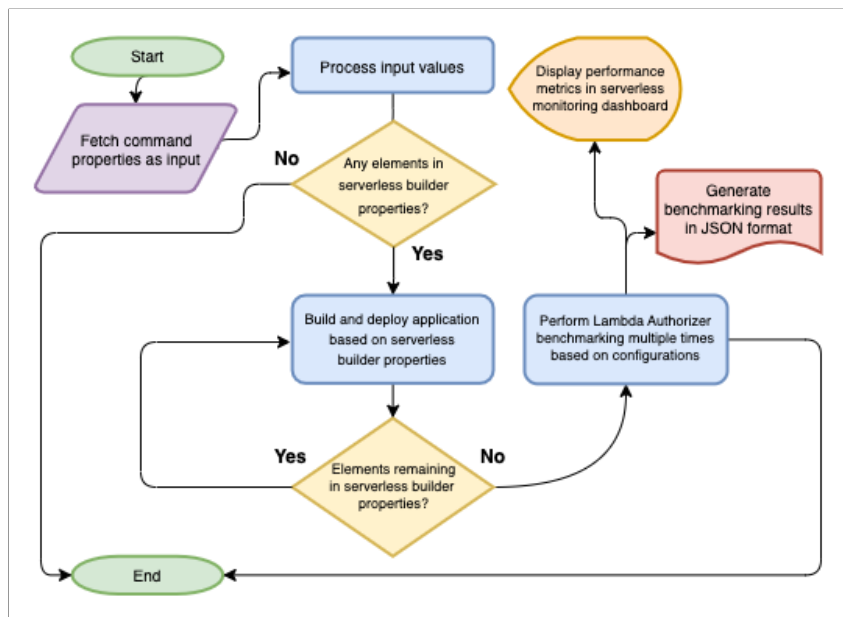 Start
Fetch command
properties as input
Process input values
Any elements in
serverless builder
properties?
No
Yes
Build and deploy application
based on serverless
builder properties
Elements remaining
in serverless builder
properties?
Yes
No
Perform Lambda Authorizer
benchmarking multiple times
based on configurations
Display performance
metrics in serverless
monitoring dashboard
Generate
benchmarking results
in JSON format
End